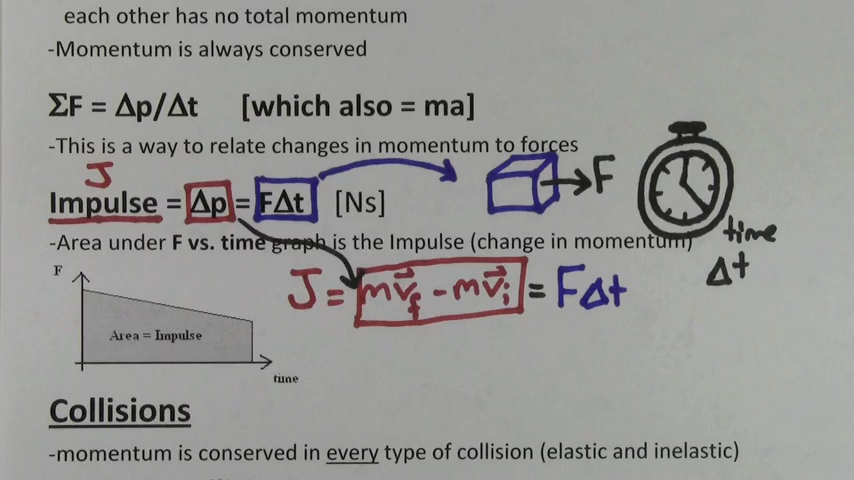 each other has no total momentum
-Momentum is always conserved
ΣF = Δp/Δt [which also = ma]
-This is a way to relate changes in momentum to forces
J
Impulse = Δp = FΔt [Ns]
F
time
Δt
-Area under F vs. time graph is the Impulse (change in momentum)
J = mv⃗f - mv⃗i = FΔt
F
Area = Impulse
time
Collisions
-momentum is conserved in every type of collision (elastic and inelastic)